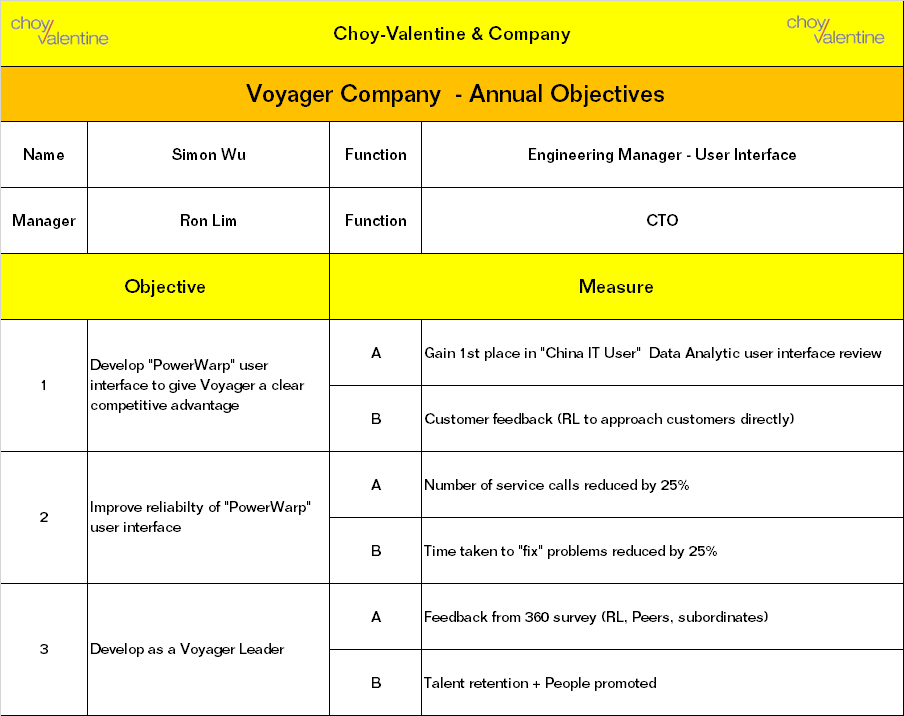 choy/
valentine
Choy-Valentine & Company
choy/
valentine
Voyager Company - Annual Objectives
Name
Simon Wu
Function
Engineering Manager - User Interface
Manager
Ron Lim
Function
CTO
Objective
Measure
1
Develop "PowerWarp" user
interface to give Voyager a clear
competitive advantage
A
Gain 1st place in "China IT User" Data Analytic user interface review
B
Customer feedback (RL to approach customers directly)
2
Improve reliabilty of "PowerWarp"
user interface
A
Number of service calls reduced by 25%
B
Time taken to "fix" problems reduced by 25%
3
Develop as a Voyager Leader
A
Feedback from 360 survey (RL, Peers, subordinates)
B
Talent retention + People promoted